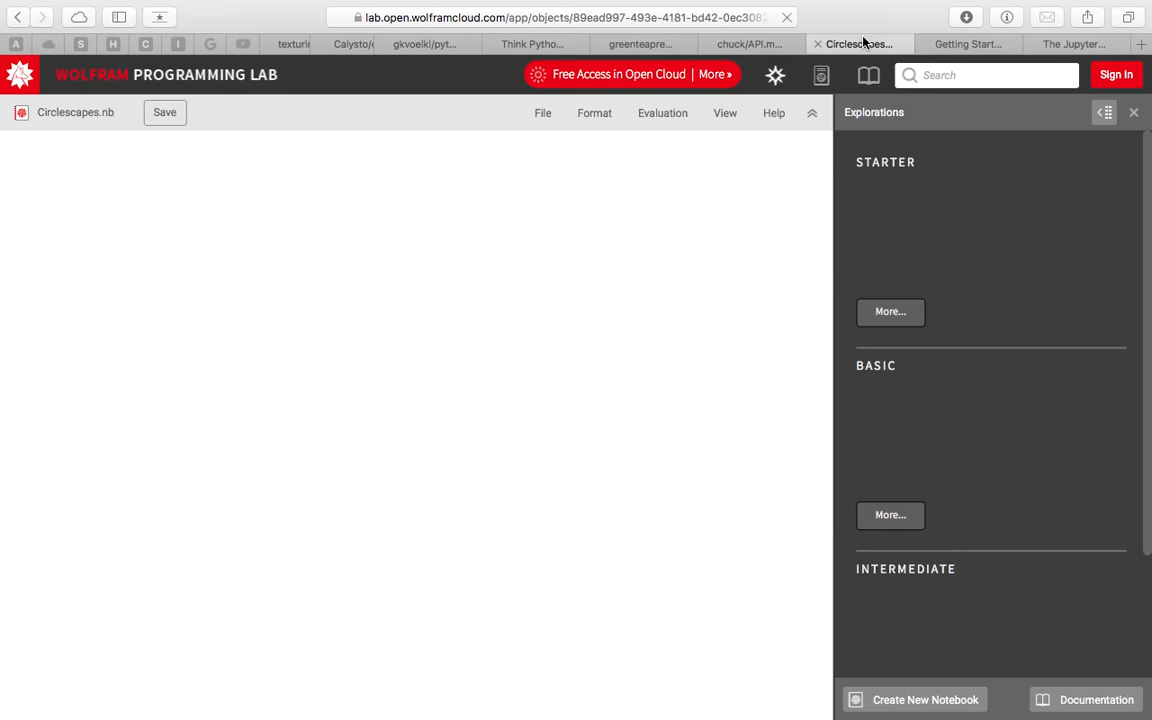 lab.open.wolframcloud.com/app/objects/89ead997-493e-4181-bd42-0ec3082
A S H C I G texturin Calysto/c gkvoelkl/pyt... Think Pytho... greenteapre... chuck/API.m... Circlescapes... Getting Start... The Jupyter...
WOLFRAM PROGRAMMING LAB Free Access in Open Cloud | More » Search Sign In
Circlescapes.nb Save File Format Evaluation View Help Explorations
STARTER
More...
BASIC
More...
INTERMEDIATE
Create New Notebook Documentation